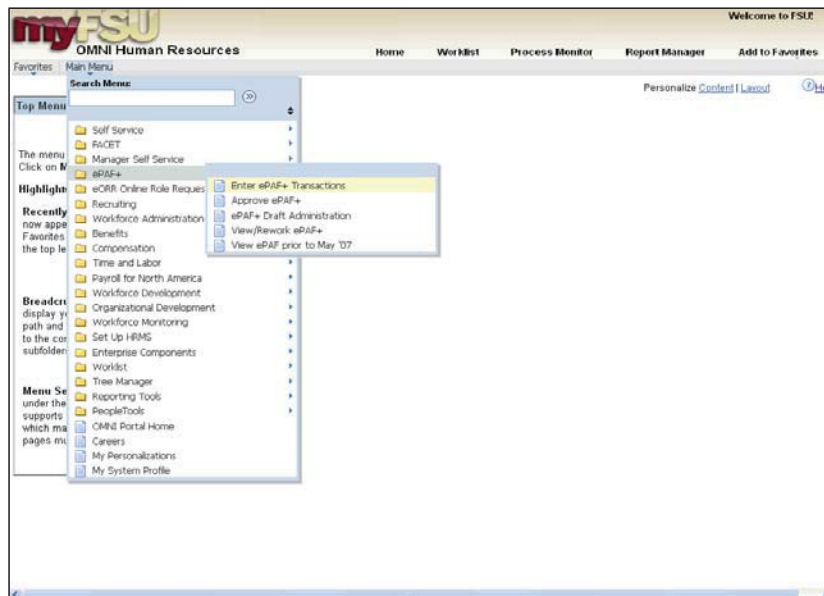 myFSU
Welcome to FSU!
OMNI Human Resources
Home Worklist Process Monitor Report Manager Add to Favorites
Favorites Main Menu
Personalize Content | Layout
Search Menu:
Top Menu
Self Service
FACET
Manager Self Service
ePAF+
eORR Online Role Reques
Recruiting
Workforce Administration
Benefits
Compensation
Time and Labor
Payroll for North America
Workforce Development
Organizational Development
Workforce Monitoring
Set Up HRMS
Enterprise Components
Worklist
Tree Manager
Reporting Tools
PeopleTools
OMNI Portal Home
Careers
My Personalizations
My System Profile
Enter ePAF+ Transactions
Approve ePAF+
ePAF+ Draft Administration
View/Rework ePAF+
View ePAF prior to May '07
The menu
Click on M
Highlight
Recently
now appe
Favorites
the top le
Breadcru
display y
path and
to the co
subfolder
Menu Se
under the
supports
which ma
pages mu